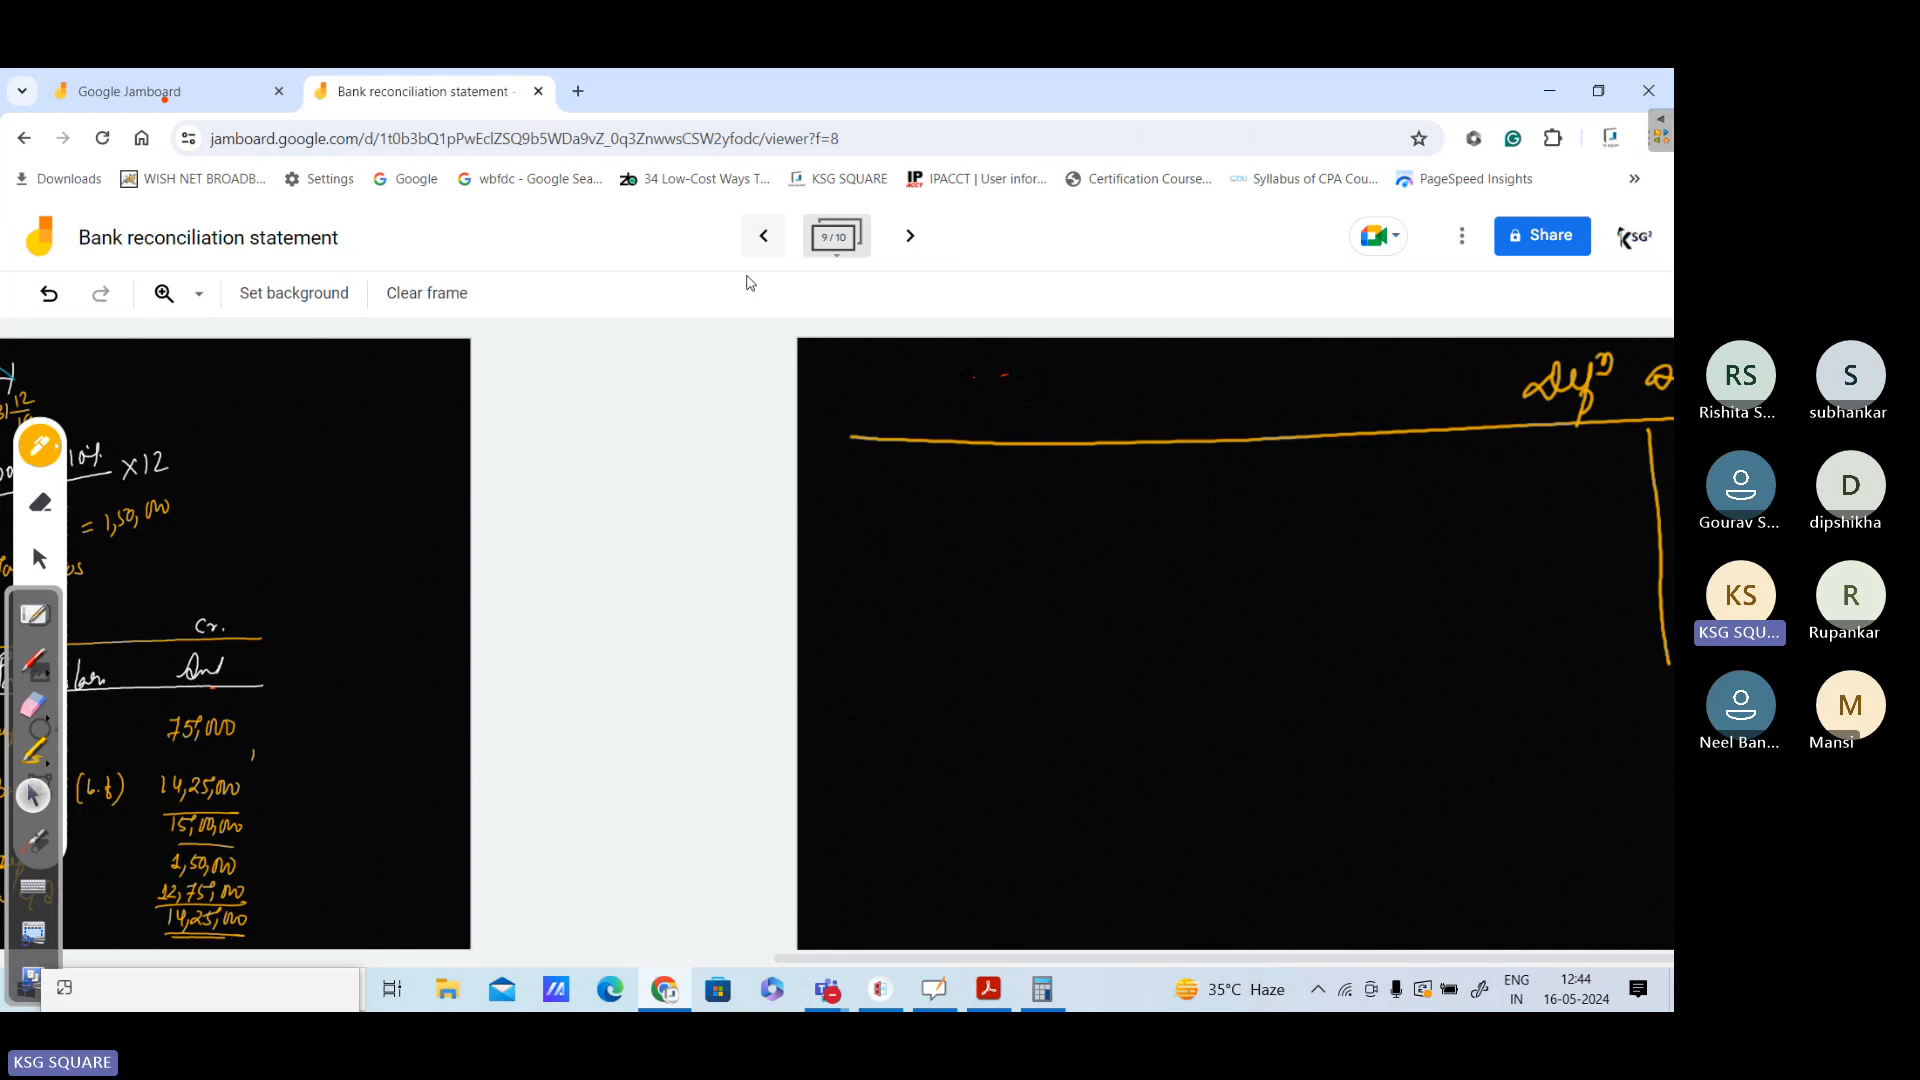 Google Jamboard
Bank reconciliation statement -
jamboard.google.com/d/1t0b3bQ1pPwEclZSQ9b5WDa9vZ_0q3ZnwwsCSW2yfodc/viewer?f=8
Downloads
WISH NET BROADB...
Settings
Google
wbfdc - Google Sea...
34 Low-Cost Ways T...
KSG SQUARE
IPACCT | User infor...
Certification Course...
Syllabus of CPA Cou...
PageSpeed Insights
Bank reconciliation statement
9 / 10
Share
KSG²
Set background
Clear frame
12
10% X12
= 1,50,000
Cr.
Amt
75,000
(b.f) 14,25,000
15,00,000
1,50,000
12,75,000
14,25,000
RS
Rishita S...
S
subhankar
Gourav S...
D
dipshikha
KS
KSG SQU...
R
Rupankar
Neel Ban...
M
Mansi
35°C Haze
ENG
IN
12:44
16-05-2024
KSG SQUARE